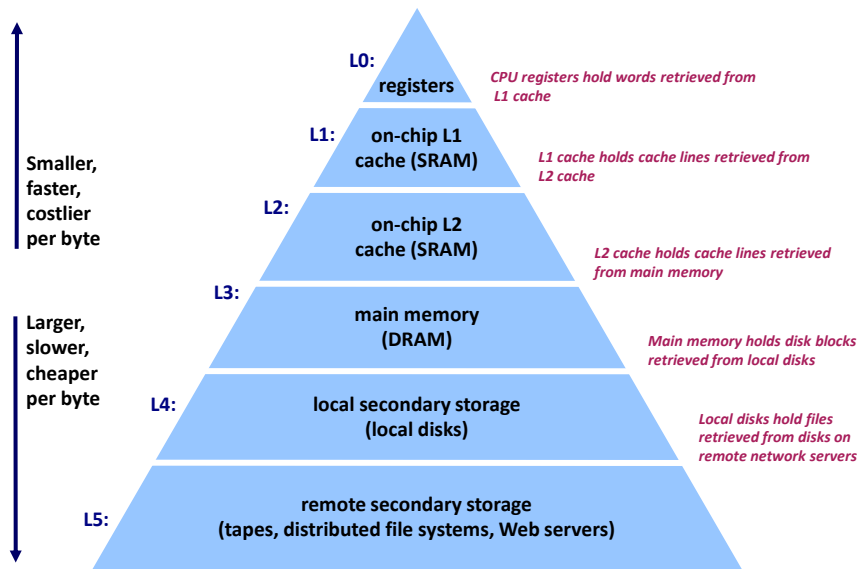 L0:
registers
CPU registers hold words retrieved from
L1 cache
L1:
on-chip L1
cache (SRAM)
L1 cache holds cache lines retrieved from
L2 cache
Smaller,
faster,
costlier
per byte
L2:
on-chip L2
cache (SRAM)
L2 cache holds cache lines retrieved
from main memory
L3:
main memory
(DRAM)
Larger,
slower,
cheaper
per byte
Main memory holds disk blocks
retrieved from local disks
L4:
local secondary storage
(local disks)
Local disks hold files
retrieved from disks on
remote network servers
L5:
remote secondary storage
(tapes, distributed file systems, Web servers)